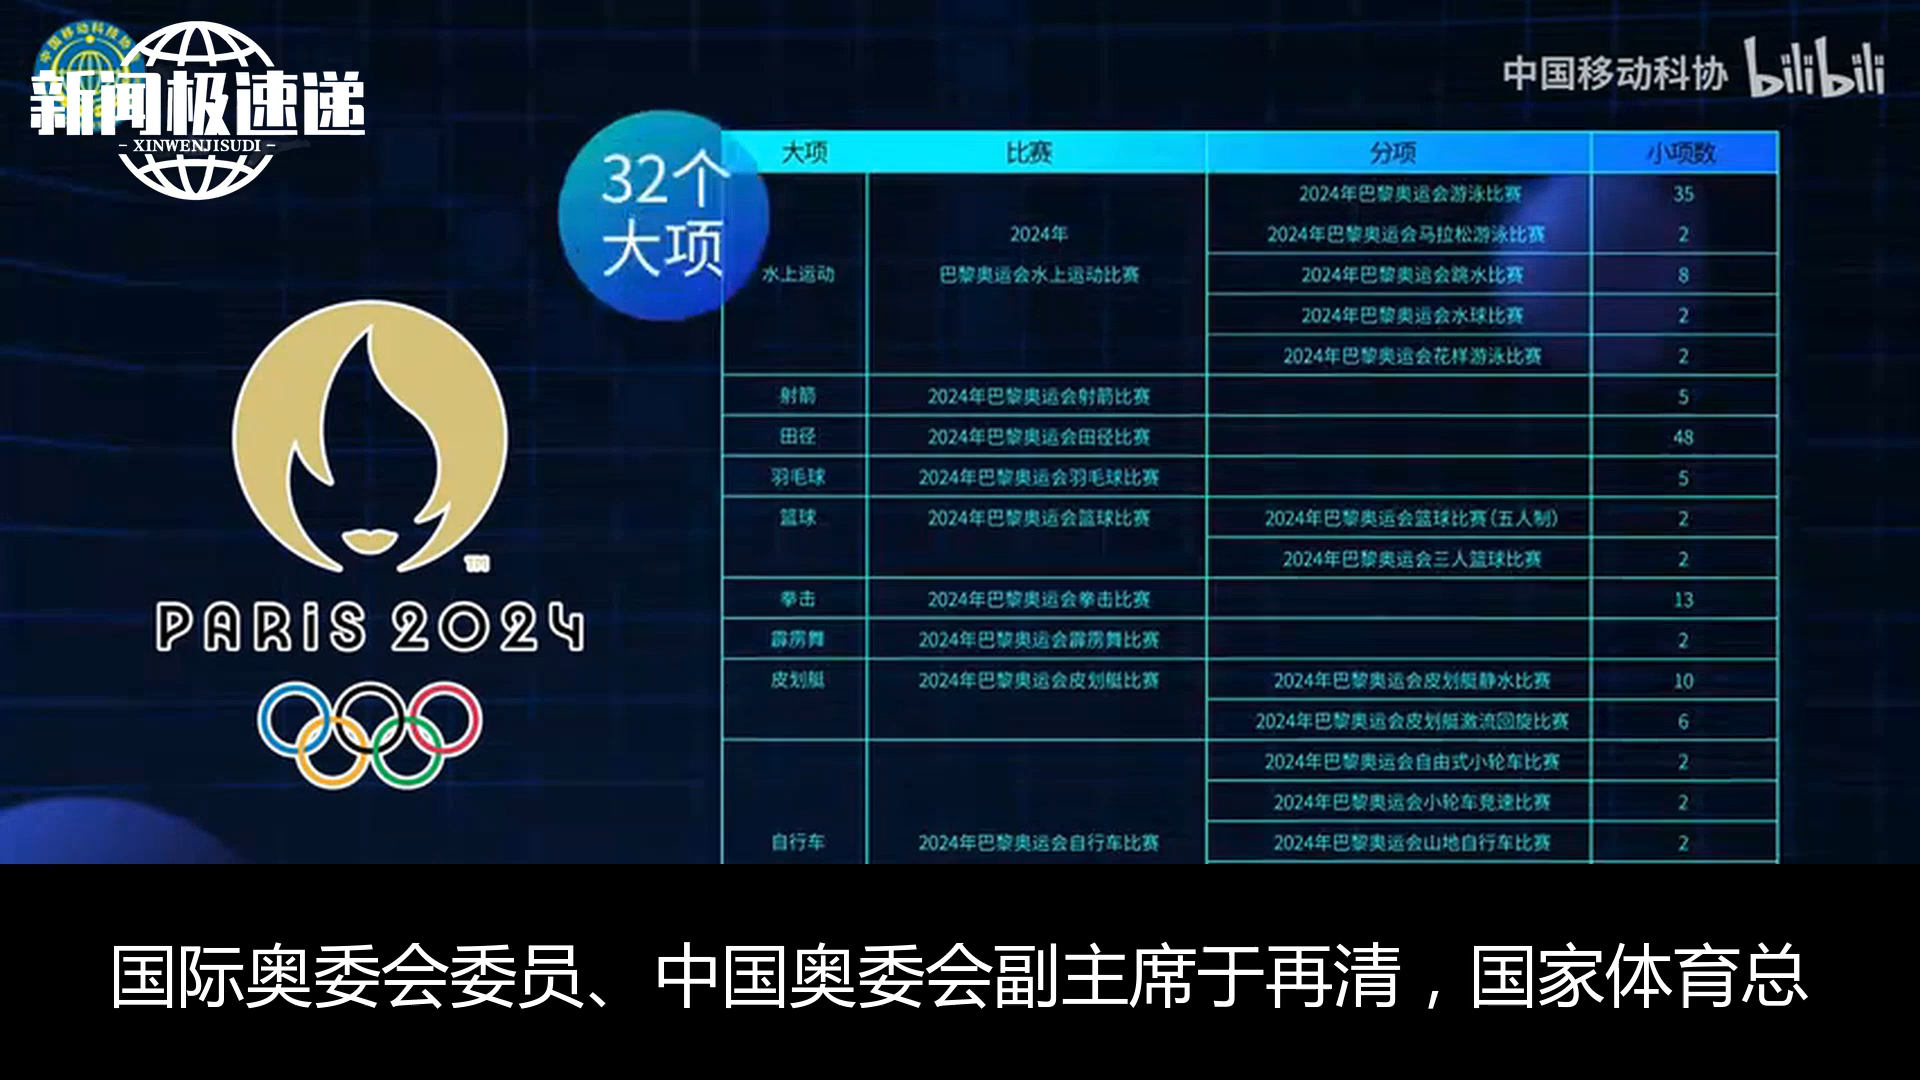 中国移动科技协
新闻极速递
- XINWENJISUDI -
中国移动科协 bilibili
32个
大项
大项 比赛 分项 小项数
2024年巴黎奥运会游泳比赛 35
2024年 2024年巴黎奥运会马拉松游泳比赛 2
水上运动 巴黎奥运会水上运动比赛 2024年巴黎奥运会跳水比赛 8
2024年巴黎奥运会水球比赛 2
2024年巴黎奥运会花样游泳比赛 2
射箭 2024年巴黎奥运会射箭比赛 5
田径 2024年巴黎奥运会田径比赛 48
羽毛球 2024年巴黎奥运会羽毛球比赛 5
篮球 2024年巴黎奥运会篮球比赛 2024年巴黎奥运会篮球比赛(五人制) 2
2024年巴黎奥运会三人篮球比赛 2
拳击 2024年巴黎奥运会拳击比赛 13
霹雳舞 2024年巴黎奥运会霹雳舞比赛 2
皮划艇 2024年巴黎奥运会皮划艇比赛 2024年巴黎奥运会皮划艇静水比赛 10
2024年巴黎奥运会皮划艇激流回旋比赛 6
2024年巴黎奥运会自由式小轮车比赛 2
2024年巴黎奥运会小轮车竞速比赛 2
自行车 2024年巴黎奥运会自行车比赛 2024年巴黎奥运会山地自行车比赛 2
TM
PARIS 2024
国际奥委会委员、中国奥委会副主席于再清，国家体育总